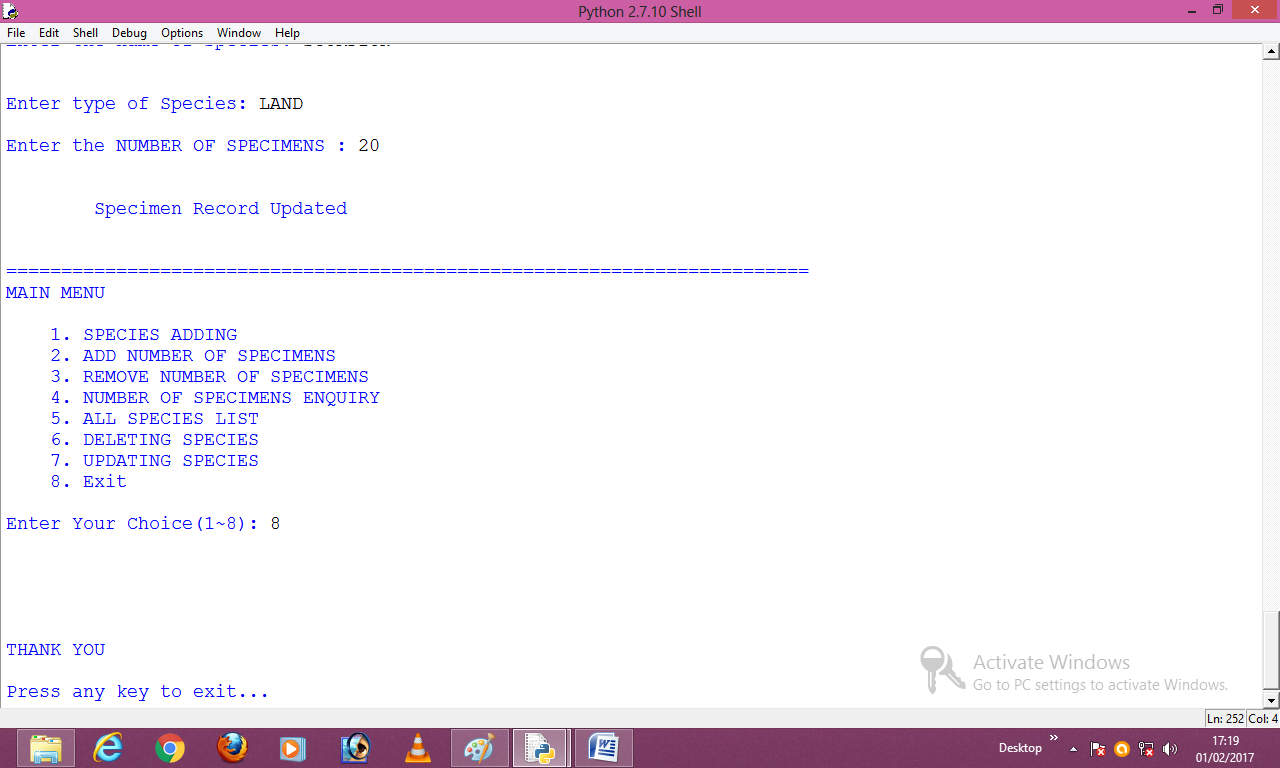 Python 2.7.10 Shell
File Edit Shell Debug Options Window Help
Enter type of Species: LAND
Enter the NUMBER OF SPECIMENS : 20
Specimen Record Updated
=========================================================================
MAIN MENU
1. SPECIES ADDING
2. ADD NUMBER OF SPECIMENS
3. REMOVE NUMBER OF SPECIMENS
4. NUMBER OF SPECIMENS ENQUIRY
5. ALL SPECIES LIST
6. DELETING SPECIES
7. UPDATING SPECIES
8. Exit
Enter Your Choice(1~8): 8
THANK YOU
Press any key to exit...
Activate Windows
Go to PC settings to activate Windows.
Ln: 252 Col: 4
Desktop
17:19
01/02/2017